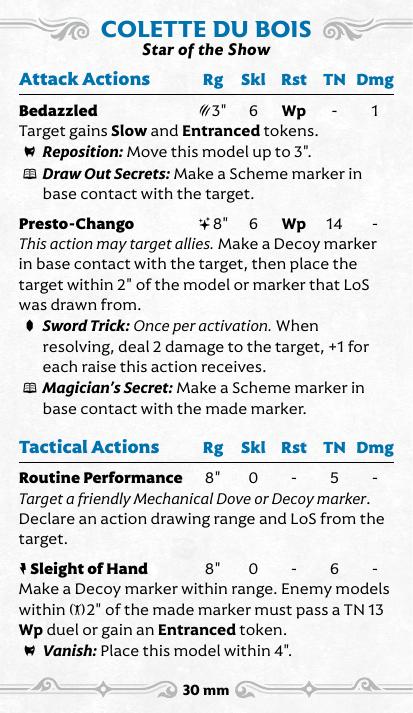 COLETTE DU BOIS
Star of the Show
Attack Actions Rg Skl Rst TN Dmg
Bedazzled 3" 6 Wp - 1
Target gains Slow and Entranced tokens.
Reposition: Move this model up to 3".
Draw Out Secrets: Make a Scheme marker in
base contact with the target.
Presto-Chango 8" 6 Wp 14 -
This action may target allies. Make a Decoy marker
in base contact with the target, then place the
target within 2" of the model or marker that LoS
was drawn from.
Sword Trick: Once per activation. When
resolving, deal 2 damage to the target, +1 for
each raise this action receives.
Magician's Secret: Make a Scheme marker in
base contact with the made marker.
Tactical Actions Rg Skl Rst TN Dmg
Routine Performance 8" 0 - 5 -
Target a friendly Mechanical Dove or Decoy marker.
Declare an action drawing range and LoS from the
target.
Sleight of Hand 8" 0 - 6 -
Make a Decoy marker within range. Enemy models
within 2" of the made marker must pass a TN 13
Wp duel or gain an Entranced token.
Vanish: Place this model within 4".
30 mm